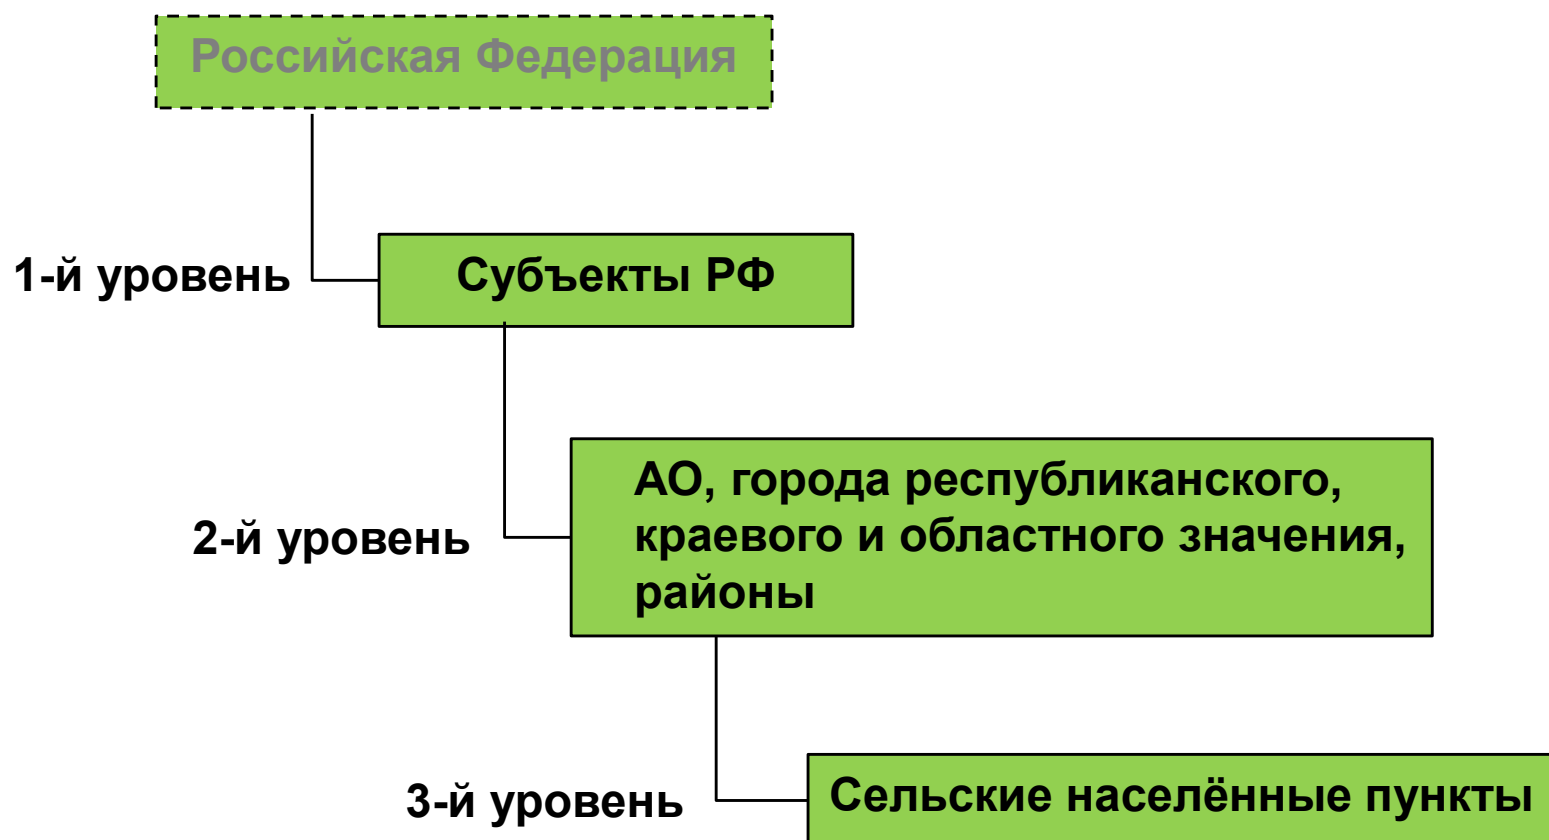 Российская Федерация
1-й уровень
Субъекты РФ
2-й уровень
АО, города республиканского,
краевого и областного значения,
районы
3-й уровень
Сельские населённые пункты